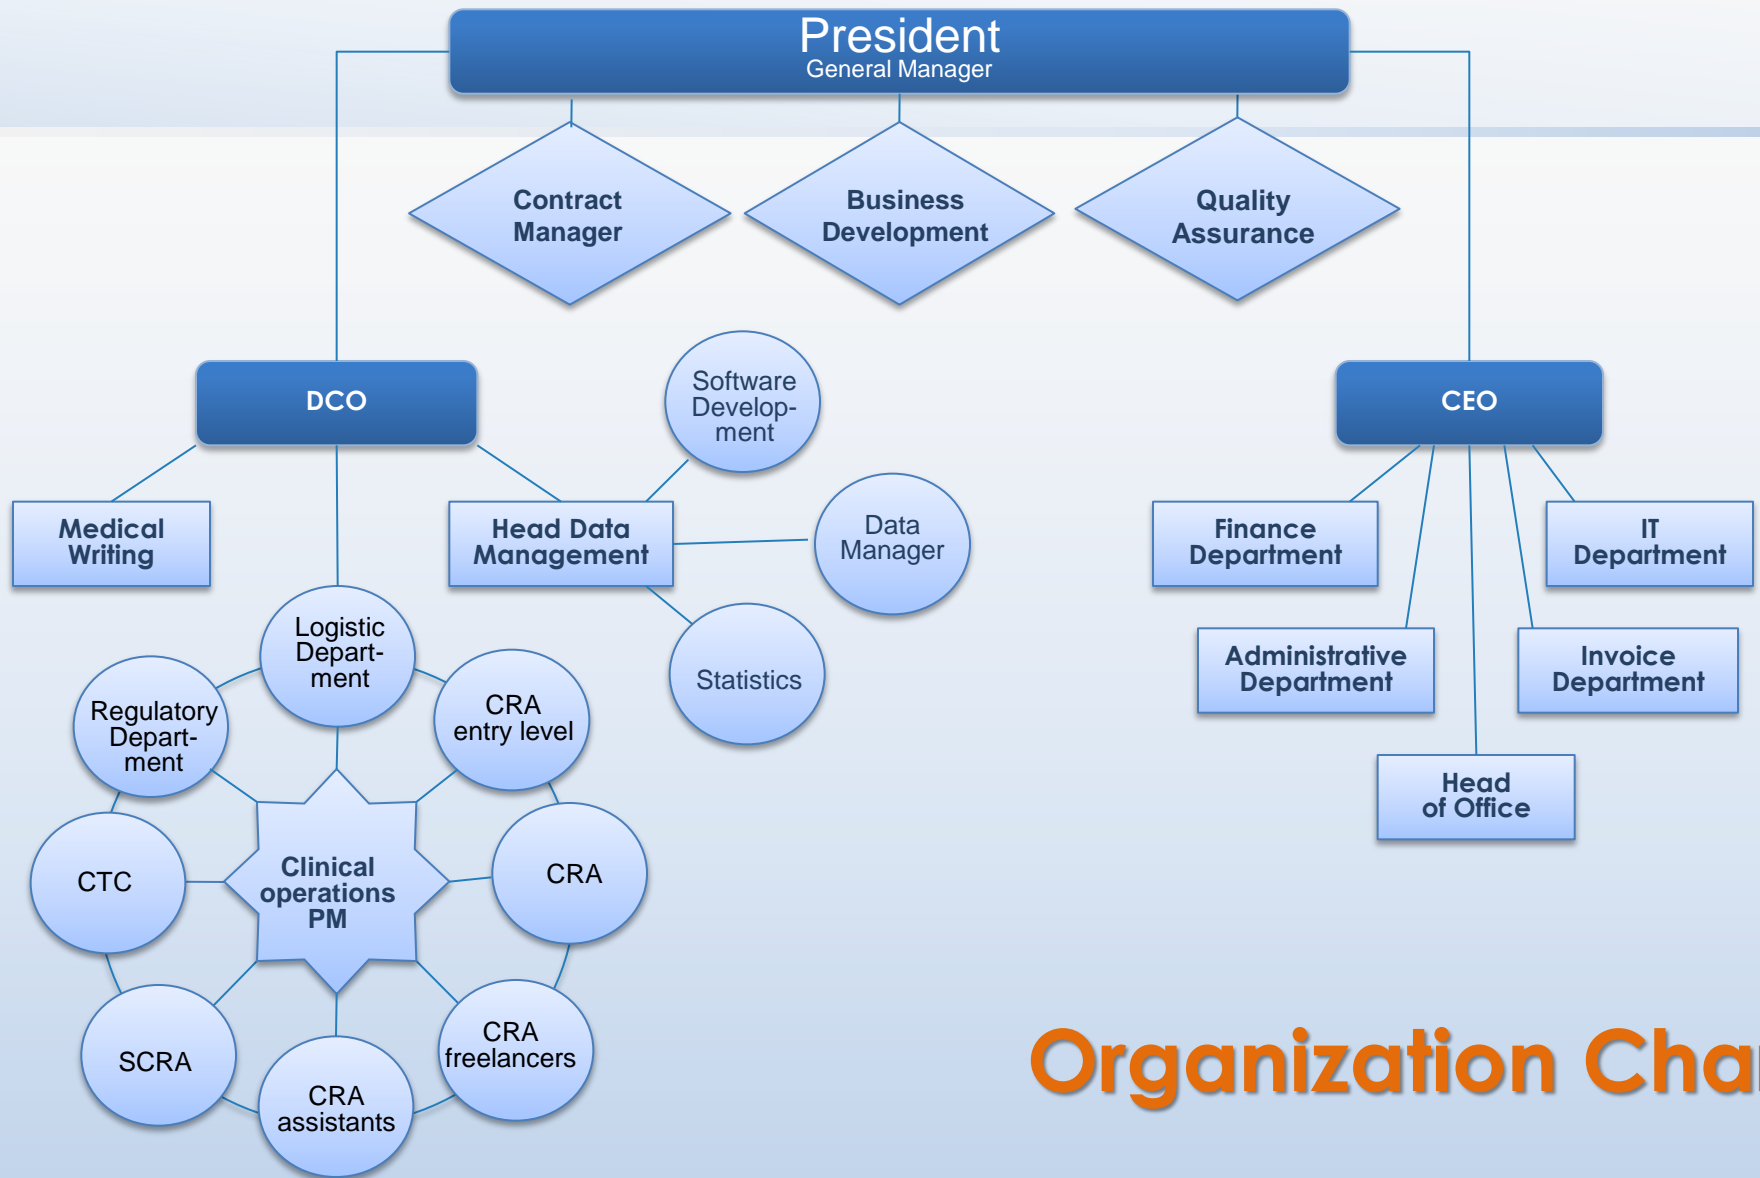 President
General Manager
Contract
Manager
Business
Development
Quality
Assurance
DCO
Software
Develop-
ment
CEO
Medical
Writing
Head Data
Management
Data
Manager
Finance
Department
IT
Department
Logistic
Depart-
ment
Statistics
Administrative
Department
Invoice
Department
Regulatory
Depart-
ment
CRA
entry level
Head
of Office
CTC
Clinical
operations
PM
CRA
SCRA
CRA
assistants
CRA
freelancers
Organization Char